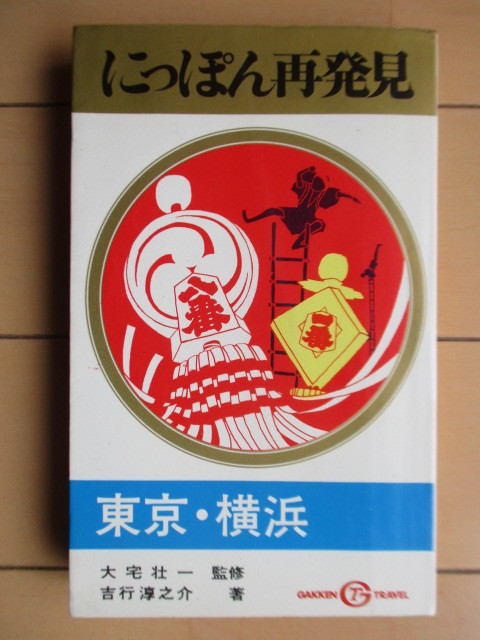 にっぽん再発見
八番
二番
東京・横浜
大宅壮一 監修
吉行淳之介 著
GAKKEN GT TRAVEL